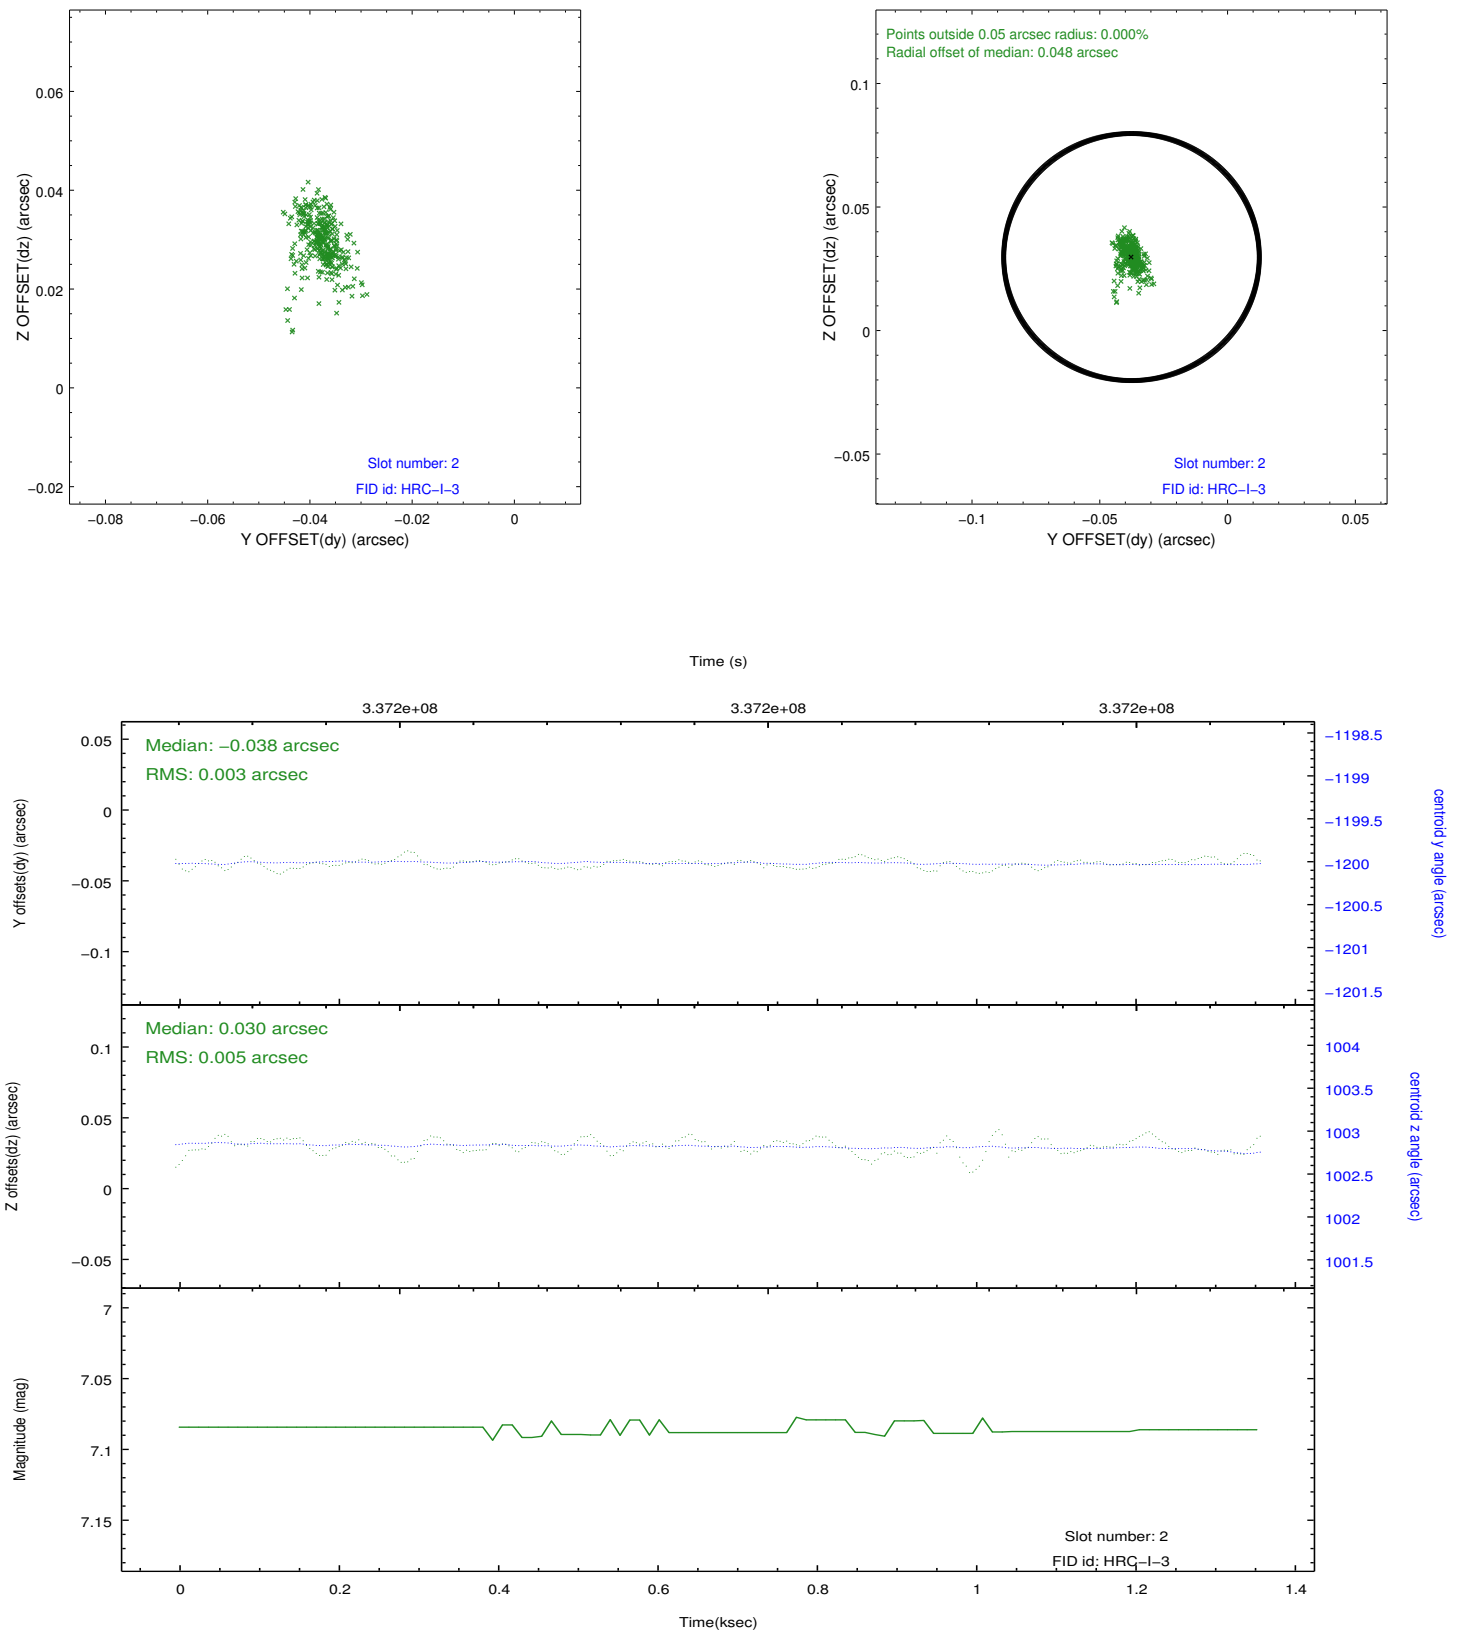 Points outside 0.05 arcsec radius: 0.000%
Radial offset of median: 0.048 arcsec
0.06
0.04
0.02
0
−0.02
Z OFFSET(dz) (arcsec)
Slot number: 2
FID id: HRC−I−3
−0.08
−0.06
−0.04
−0.02
0
Y OFFSET(dy) (arcsec)
0.1
0.05
0
−0.05
Z OFFSET(dz) (arcsec)
Slot number: 2
FID id: HRC−I−3
−0.1
−0.05
0
0.05
Y OFFSET(dy) (arcsec)
Time (s)
3.372e+08
3.372e+08
3.372e+08
Median: −0.038 arcsec
RMS: 0.003 arcsec
0.05
0
−0.05
−0.1
Y offsets(dy) (arcsec)
−1198.5
−1199
−1199.5
−1200
−1200.5
−1201
−1201.5
centroid y angle (arcsec)
Median: 0.030 arcsec
RMS: 0.005 arcsec
0.1
0.05
0
−0.05
Z offsets(dz) (arcsec)
1004
1003.5
1003
1002.5
1002
1001.5
centroid z angle (arcsec)
7
7.05
7.1
7.15
Magnitude (mag)
Slot number: 2
FID id: HRC−I−3
0
0.2
0.4
0.6
0.8
1
1.2
1.4
Time(ksec)